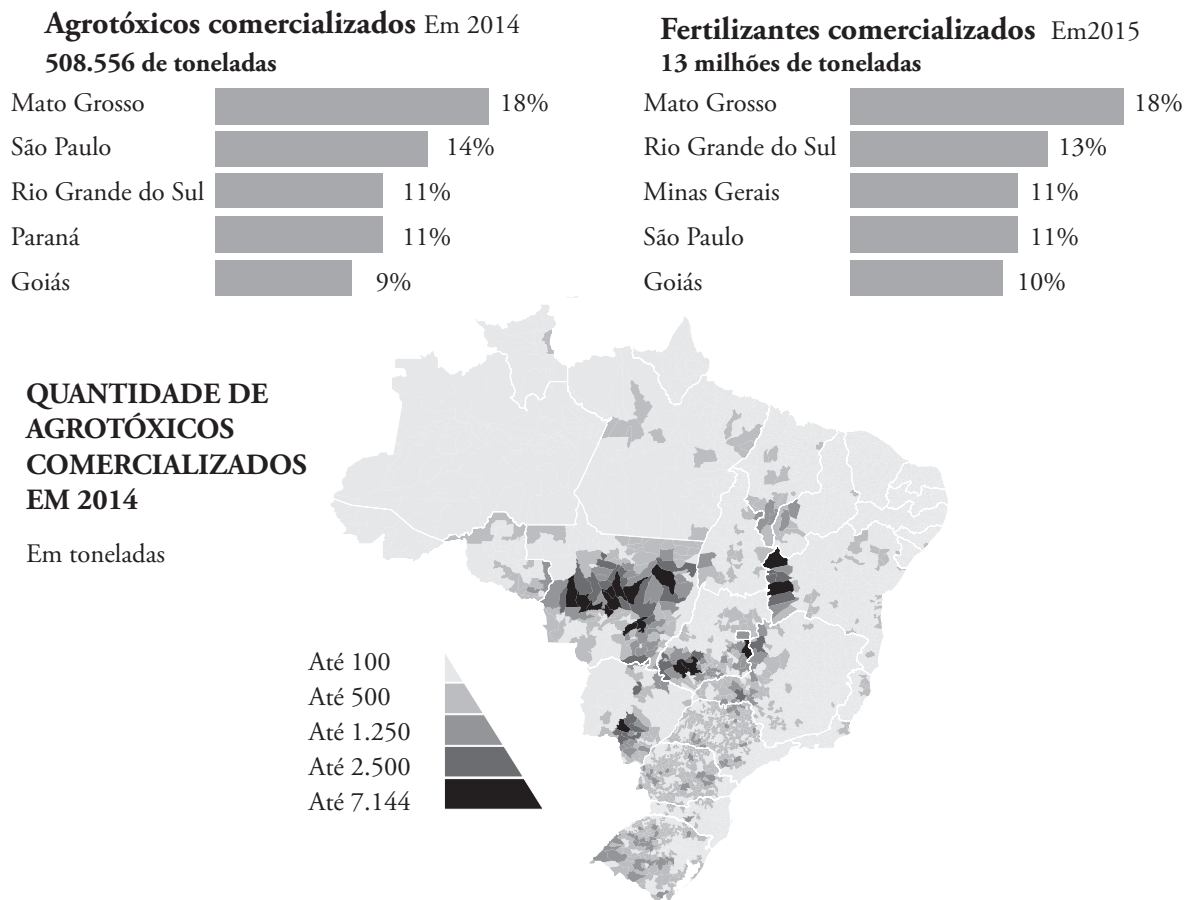 Agrotóxicos comercializados Em 2014
508.556 de toneladas
Mato Grosso 18%
São Paulo 14%
Rio Grande do Sul 11%
Paraná 11%
Goiás 9%
Fertilizantes comercializados Em2015
13 milhões de toneladas
Mato Grosso 18%
Rio Grande do Sul 13%
Minas Gerais 11%
São Paulo 11%
Goiás 10%
QUANTIDADE DE
AGROTÓXICOS
COMERCIALIZADOS
EM 2014
Em toneladas
Até 100
Até 500
Até 1.250
Até 2.500
Até 7.144